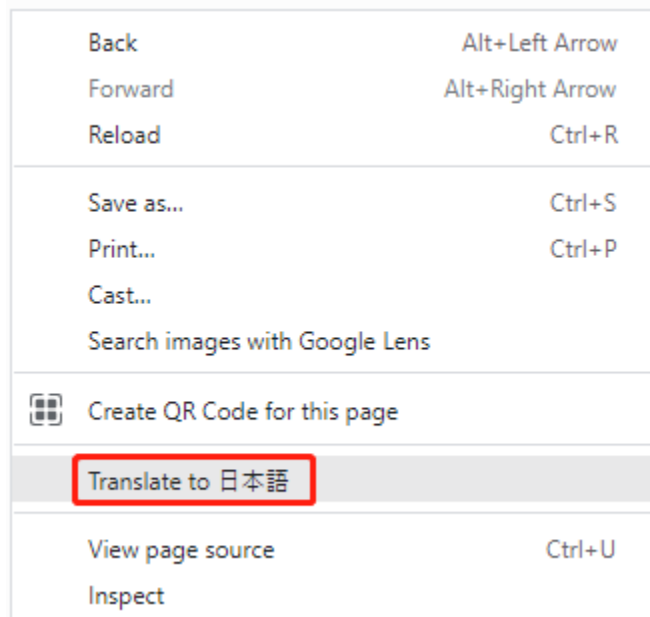 Back Alt+Left Arrow
Forward Alt+Right Arrow
Reload Ctrl+R
Save as... Ctrl+S
Print... Ctrl+P
Cast...
Search images with Google Lens
Create QR Code for this page
Translate to 日本語
View page source Ctrl+U
Inspect